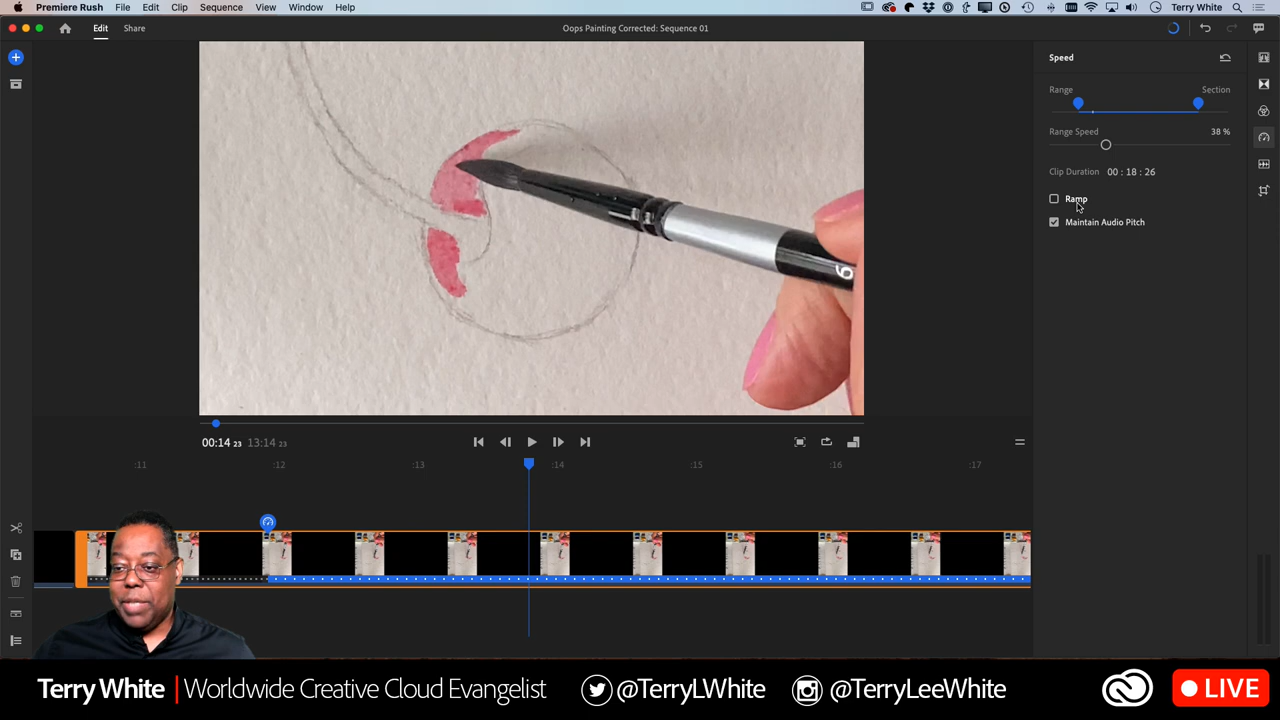 Premiere Rush File Edit Clip Sequence View Window Help Terry White
Edit Share Oops Painting Corrected: Sequence 01
Speed
Range Section
Range Speed 38 %
Clip Duration 00 : 18 : 26
Ramp
Maintain Audio Pitch
6
00:14 23 13:14 23
:11 :12 :13 :14 :15 :16 :17
Terry White | Worldwide Creative Cloud Evangelist @TerryLWhite @TerryLeeWhite LIVE